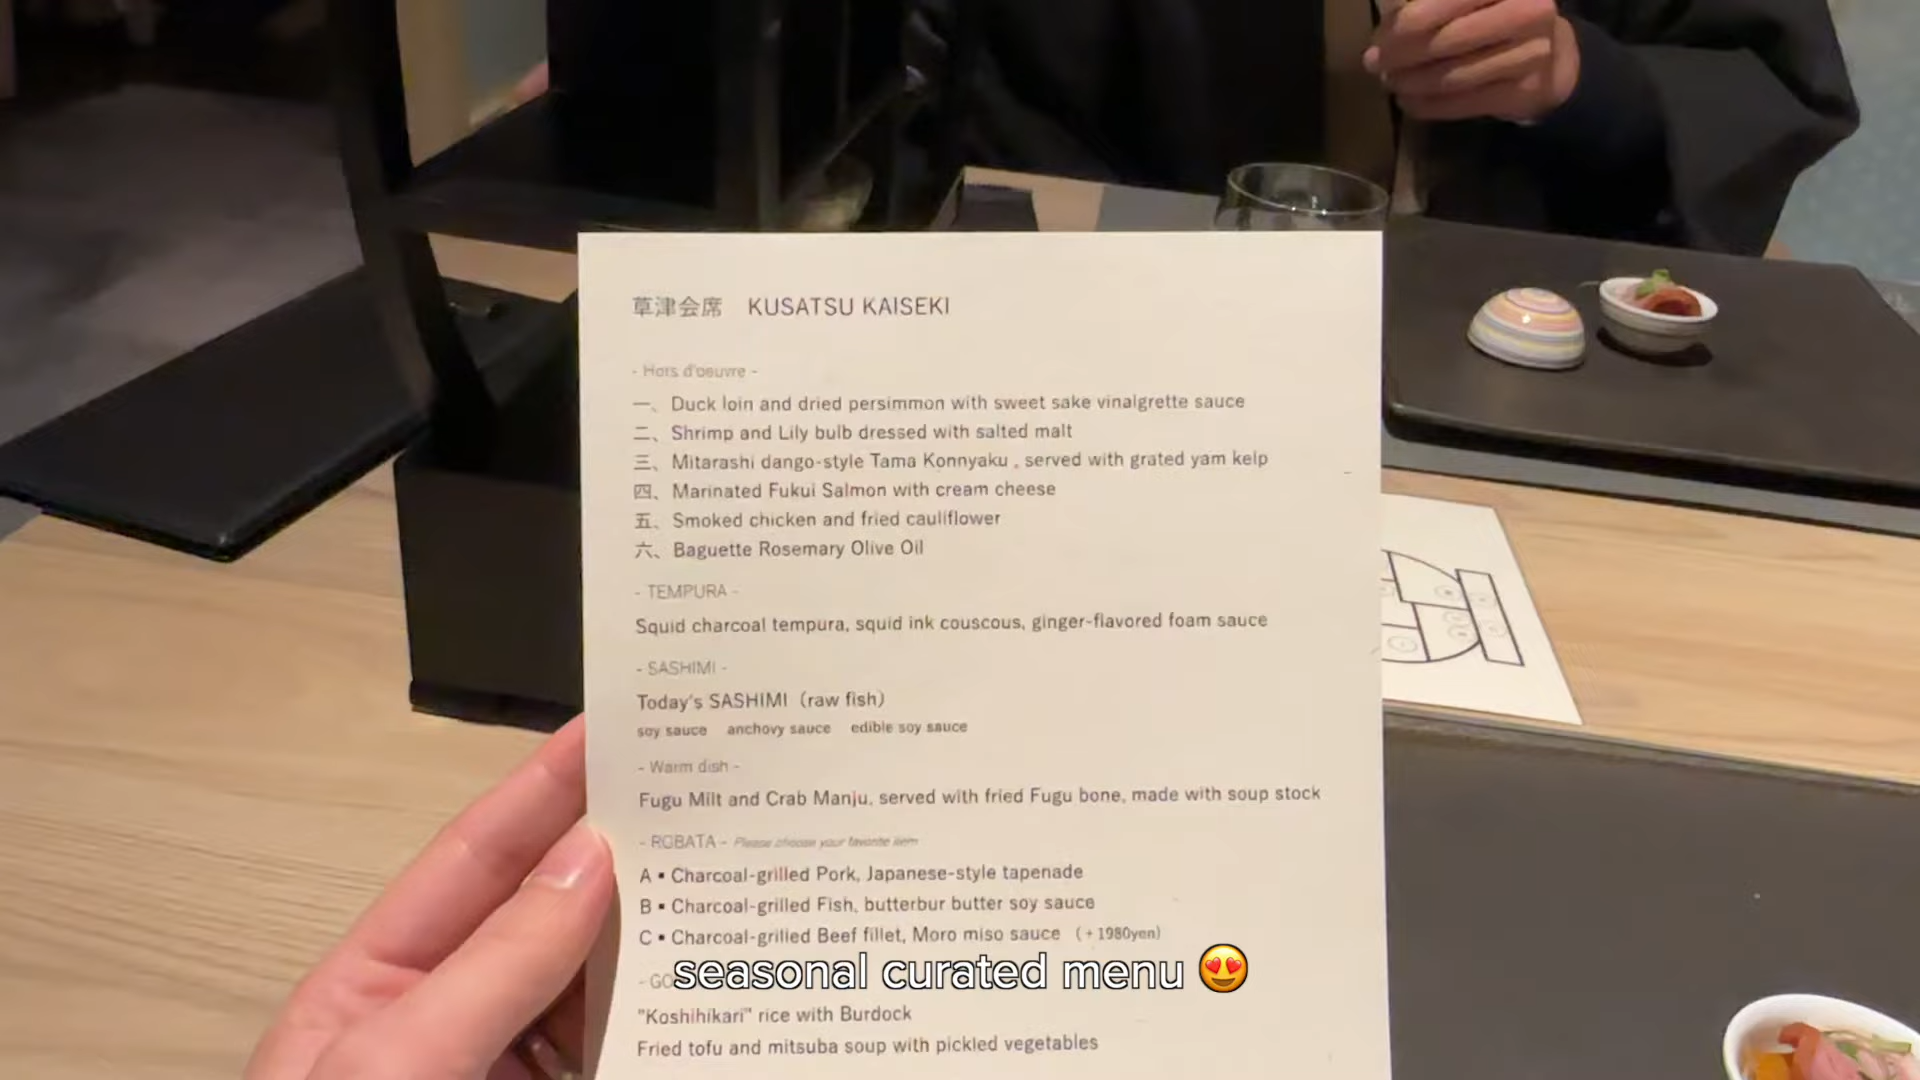 草津会席 KUSATSU KAISEKI
- Hors d'oeuvre -
一、 Duck loin and dried persimmon with sweet sake vinaigrette sauce
二、 Shrimp and Lily bulb dressed with salted malt
三、 Mitarashi dango-style Tama Konnyaku , served with grated yam kelp
四、 Marinated Fukui Salmon with cream cheese
五、 Smoked chicken and fried cauliflower
六、 Baguette Rosemary Olive Oil
- TEMPURA -
Squid charcoal tempura, squid ink couscous, ginger-flavored foam sauce
- SASHIMI -
Today's SASHIMI (raw fish)
soy sauce anchovy sauce edible soy sauce
- Warm dish -
Fugu Milt and Crab Manju, served with fried Fugu bone, made with soup stock
- ROBATA - Please choose your favorite item
A ▪ Charcoal-grilled Pork, Japanese-style tapenade
B ▪ Charcoal-grilled Fish, butterbur butter soy sauce
C ▪ Charcoal-grilled Beef fillet, Moro miso sauce (+1980yen)
seasonal curated menu 😍
"Koshihikari" rice with Burdock
Fried tofu and mitsuba soup with pickled vegetables